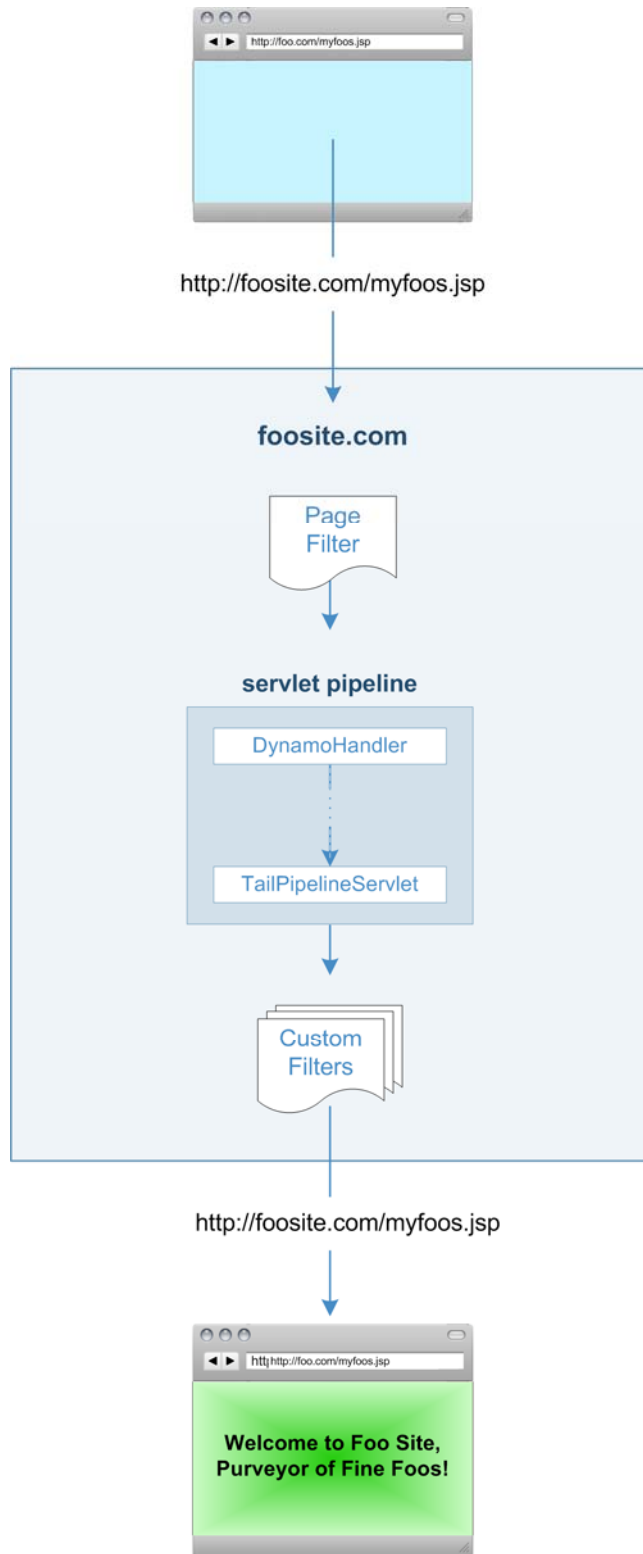 http://foo.com/myfoos.jsp
http://foosite.com/myfoos.jsp
foosite.com
Page
Filter
servlet pipeline
DynamoHandler
TailPipelineServlet
Custom
Filters
http://foosite.com/myfoos.jsp
http://foo.com/myfoos.jsp
Welcome to Foo Site,
Purveyor of Fine Foos!